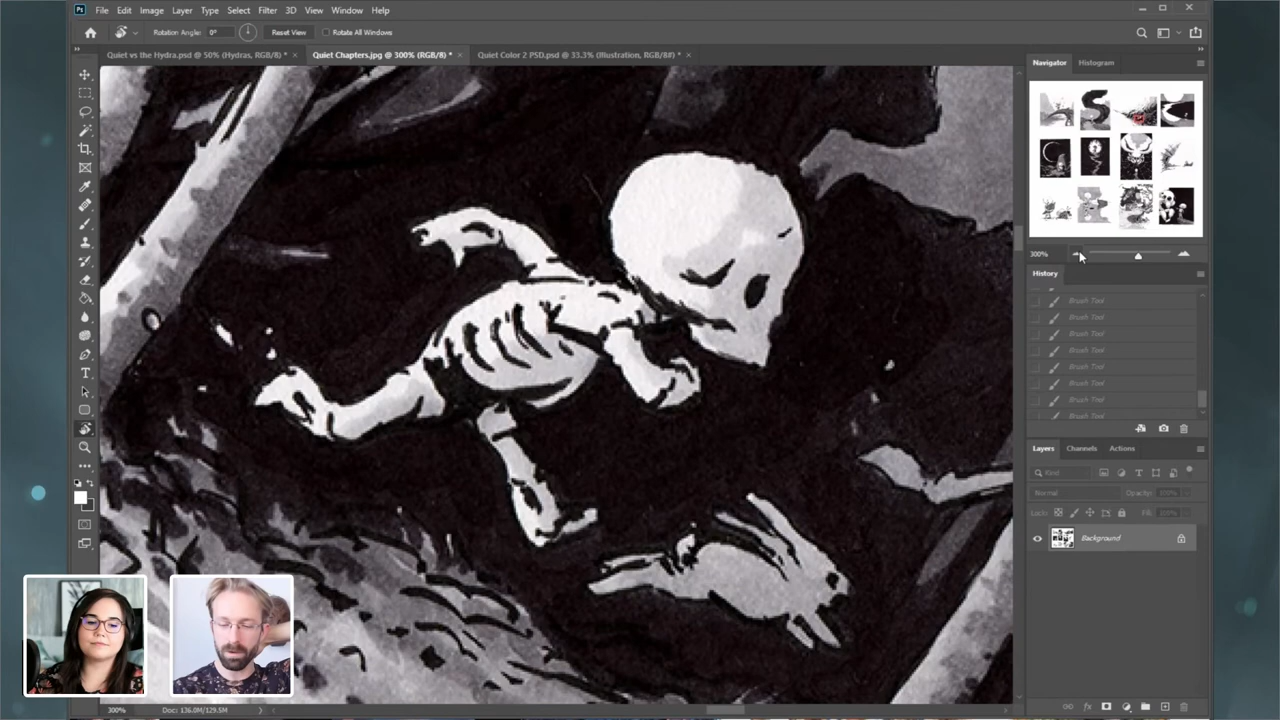 Ps File Edit Image Layer Type Select Filter 3D View Window Help
Rotation Angle: 0° Reset View Rotate All Windows
Quiet vs the Hydra.psd @ 50% (Hydras, RGB/8) * × Quiet Chapters.jpg @ 300% (RGB/8) * × Quiet Color 2 PSD.psd @ 33.3% (Illustration, RGB/8#) * ×
Navigator Histogram
300%
History
Brush Tool
Brush Tool
Brush Tool
Brush Tool
Brush Tool
Brush Tool
Brush Tool
Brush Tool
Layers Channels Actions
Kind
Normal Opacity: 100%
Lock: Fill: 100%
Background
300% Doc: 136.0M/129.5M
fx